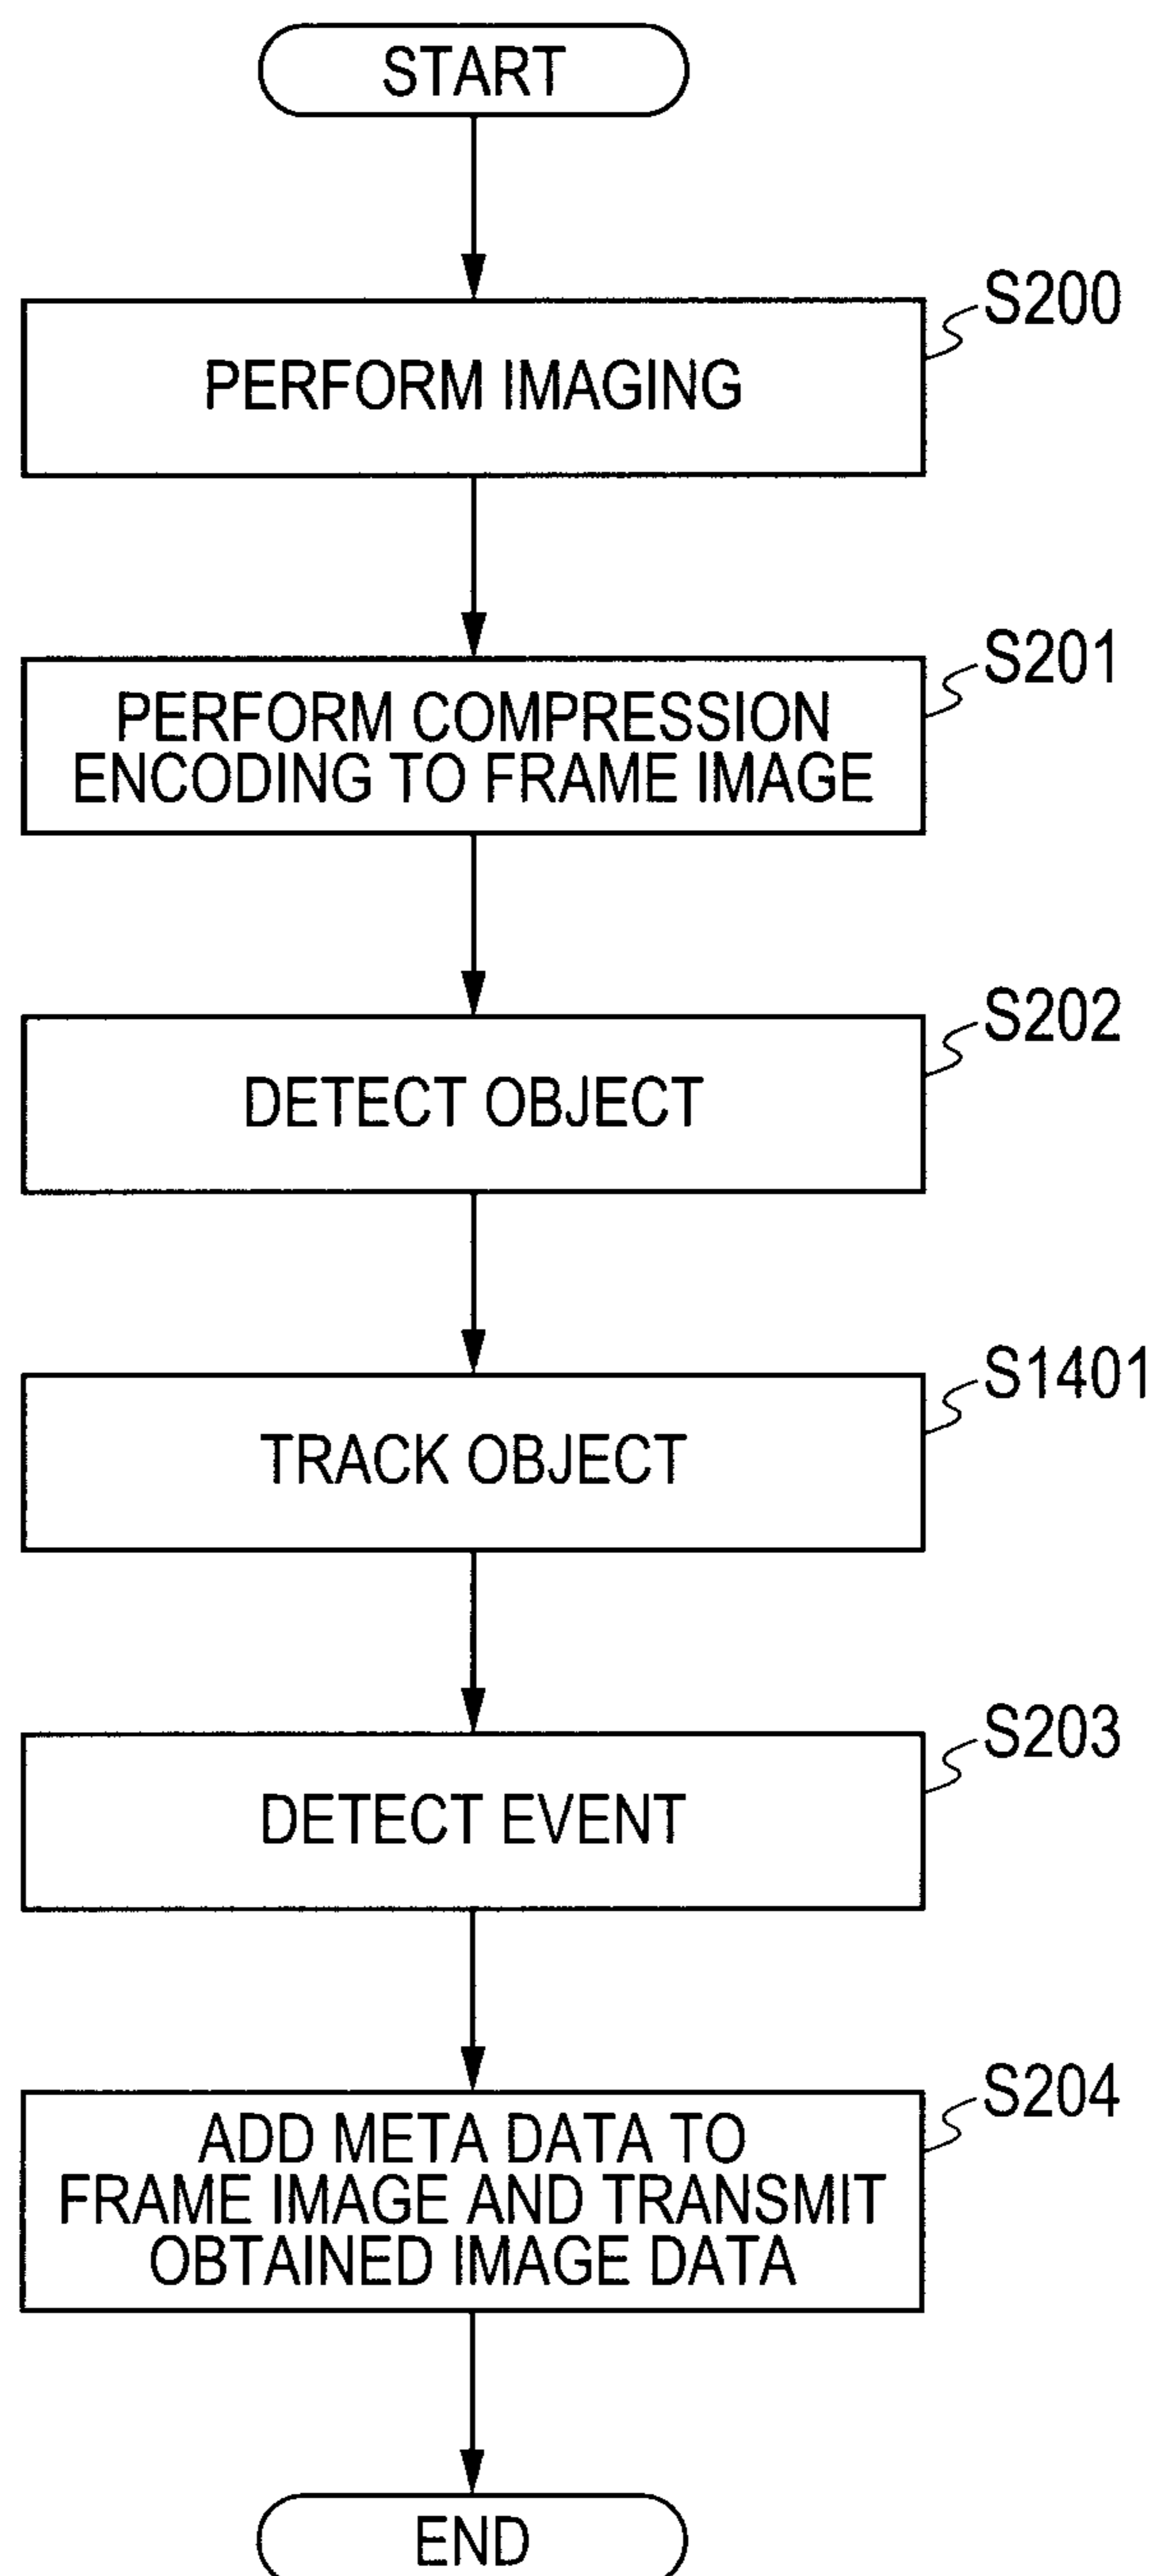 START
S200
PERFORM IMAGING
S201
PERFORM COMPRESSION
ENCODING TO FRAME IMAGE
S202
DETECT OBJECT
S1401
TRACK OBJECT
S203
DETECT EVENT
S204
ADD META DATA TO
FRAME IMAGE AND TRANSMIT
OBTAINED IMAGE DATA
END